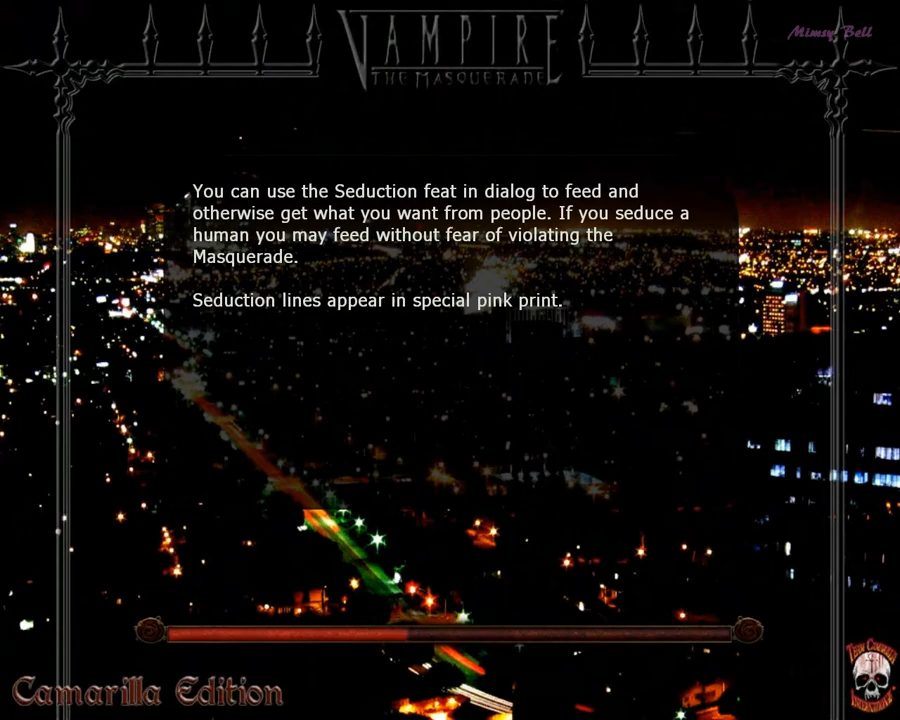 VAMPIRE
THE MASQUERADE
Mimsy Bell
You can use the Seduction feat in dialog to feed and
otherwise get what you want from people. If you seduce a
human you may feed without fear of violating the
Masquerade.
Seduction lines appear in special pink print.
Camarilla Edition